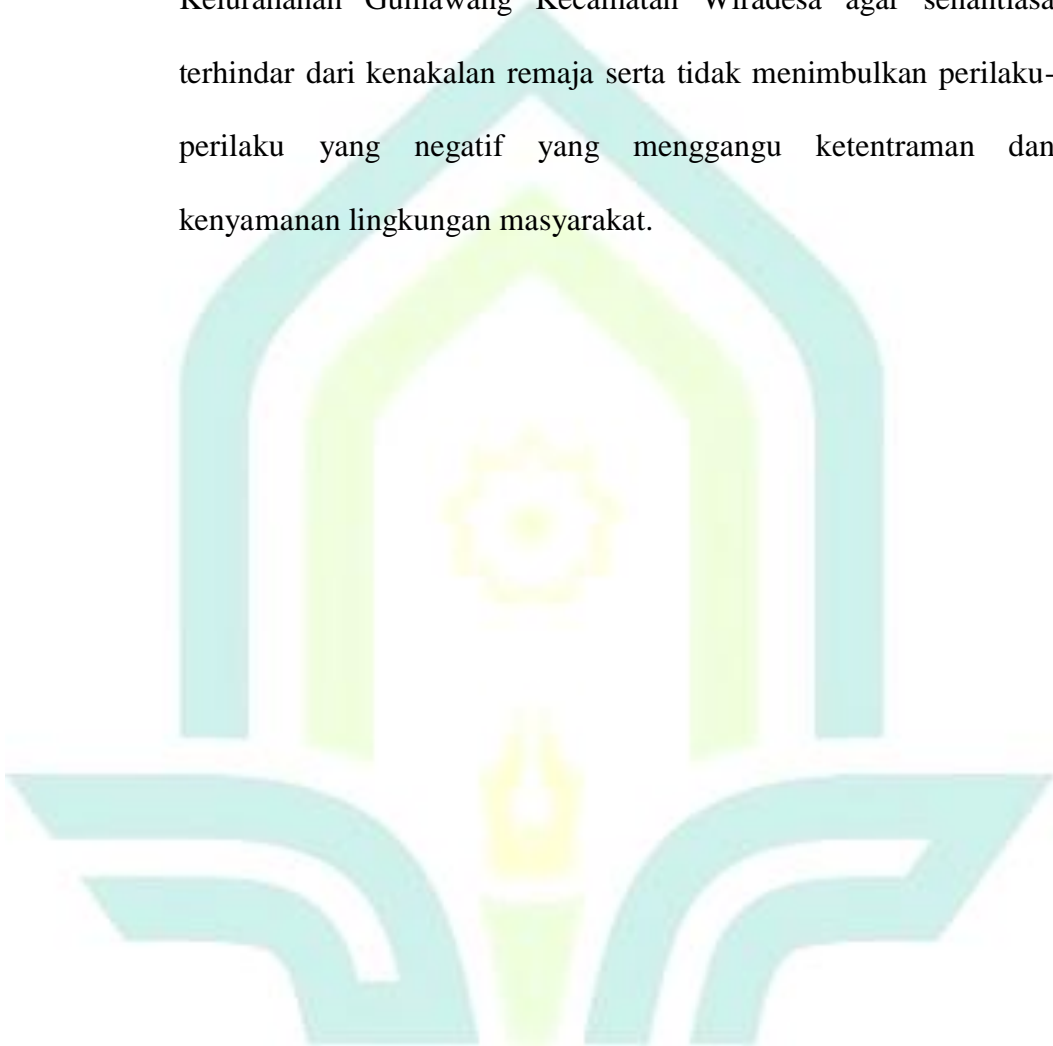 Kelurahanan Gumawang Kecamatan Wiradesa agar senantiasa
terhindar dari kenakalan remaja serta tidak menimbulkan perilaku-
perilaku yang negatif yang menggangu ketentraman dan
kenyamanan lingkungan masyarakat.